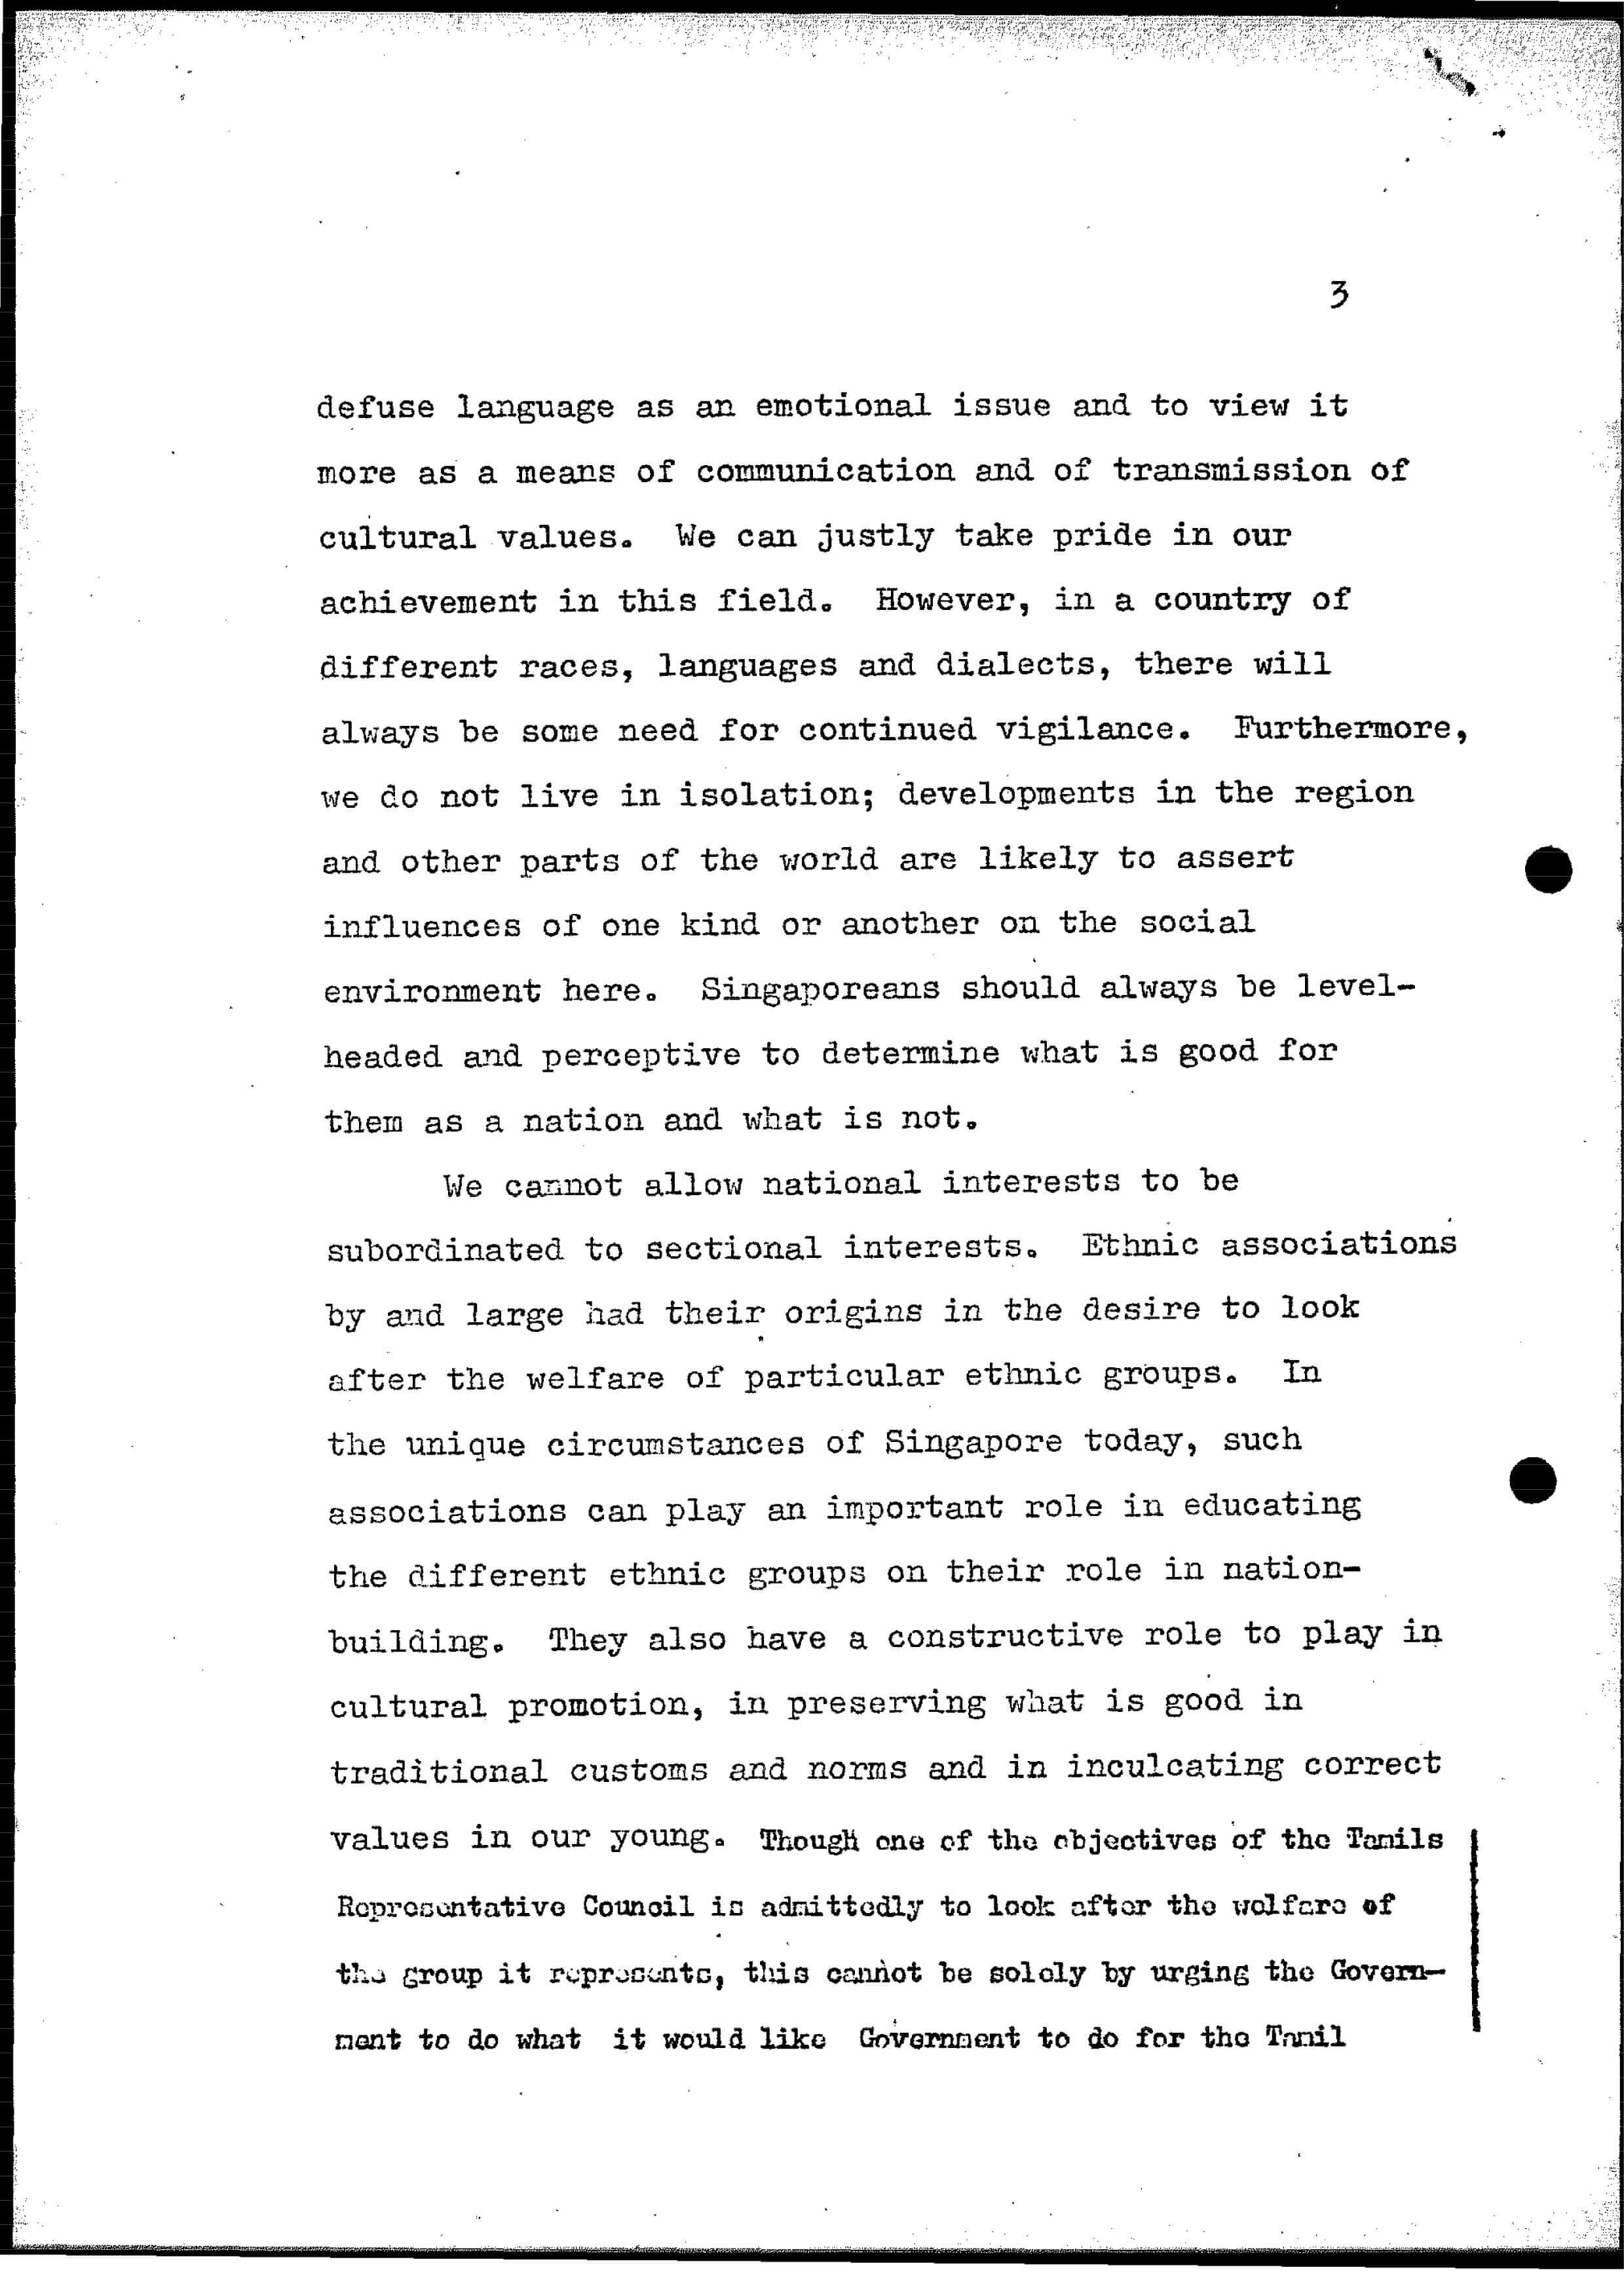 3
defuse language as an emotional issue and to view it
more as a means of communication and of transmission of
cultural values. We can justly take pride in our
achievement in this field. However, in a country of
different races, languages and dialects, there will
always be some need for continued vigilance. Furthermore,
we do not live in isolation; developments in the region
and other parts of the world are likely to assert
influences of one kind or another on the social
environment here. Singaporeans should always be level-
headed and perceptive to determine what is good for
them as a nation and what is not.
We cannot allow national interests to be
subordinated to sectional interests. Ethnic associations
by and large had their origins in the desire to look
after the welfare of particular ethnic groups. In
the unique circumstances of Singapore today, such
associations can play an important role in educating
the different ethnic groups on their role in nation-
building. They also have a constructive role to play in
cultural promotion, in preserving what is good in
traditional customs and norms and in inculcating correct
values in our young. Though one of the objectives of the Tamils
Representative Council is admittedly to look after the welfare of
the group it represents, this cannot be solely by urging the Govern-
ment to do what it would like Government to do for the Tamil